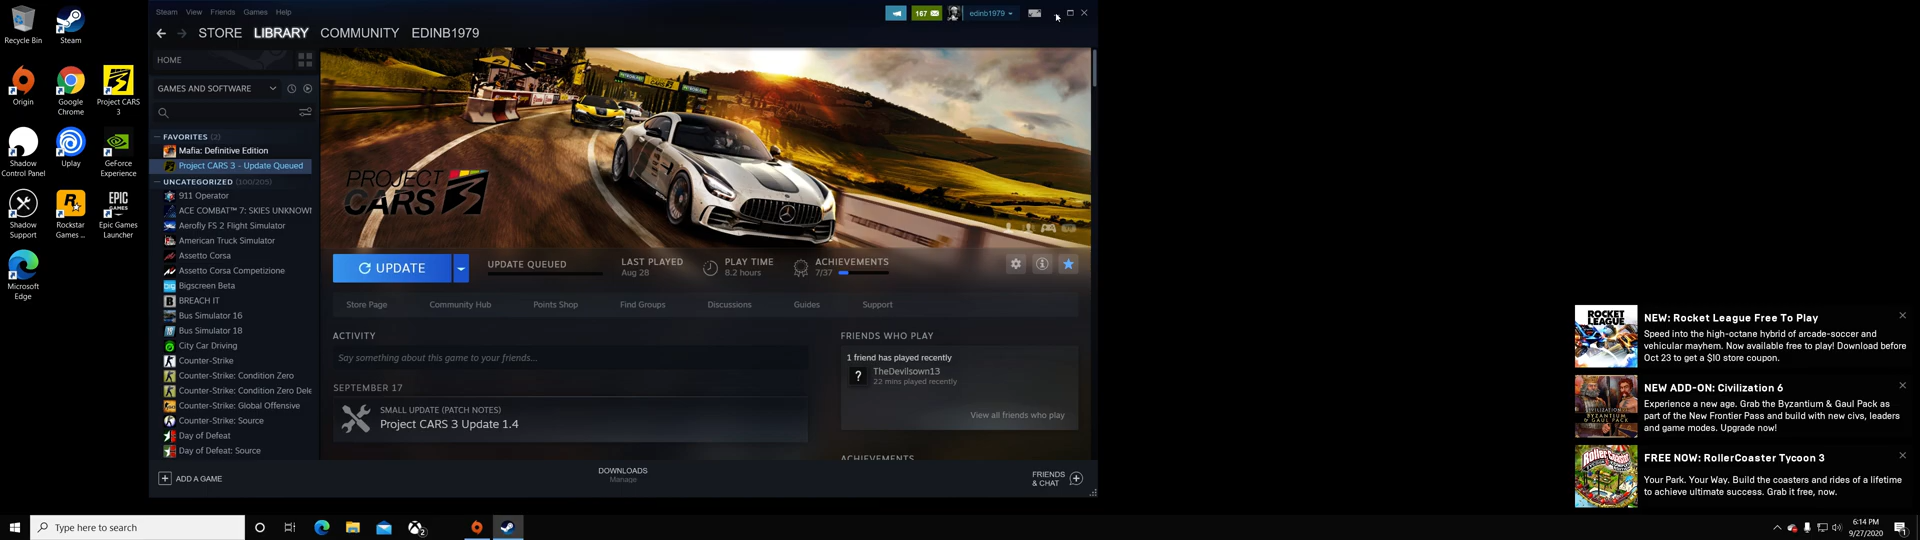 Recycle Bin
Steam
Origin
Google Chrome
Project CARS 3
Shadow Control Panel
Uplay
GeForce Experience
Shadow Support
Rockstar Games ...
Epic Games Launcher
Microsoft Edge
Steam View Friends Games Help
167
edinb1979
STORE LIBRARY COMMUNITY EDINB1979
HOME
GAMES AND SOFTWARE
FAVORITES (2)
Mafia: Definitive Edition
Project CARS 3 - Update Queued
UNCATEGORIZED (100/205)
911 Operator
ACE COMBAT™ 7: SKIES UNKNOWN
Aerofly FS 2 Flight Simulator
American Truck Simulator
Assetto Corsa
Assetto Corsa Competizione
Bigscreen Beta
BREACH IT
Bus Simulator 16
Bus Simulator 18
City Car Driving
Counter-Strike
Counter-Strike: Condition Zero
Counter-Strike: Condition Zero Dele
Counter-Strike: Global Offensive
Counter-Strike: Source
Day of Defeat
Day of Defeat: Source
ADD A GAME
PROJECT CARS 3
UPDATE
UPDATE QUEUED
LAST PLAYED
Aug 28
PLAY TIME
8.2 hours
ACHIEVEMENTS
7/37
Store Page Community Hub Points Shop Find Groups Discussions Guides Support
ACTIVITY
Say something about this game to your friends...
SEPTEMBER 17
SMALL UPDATE (PATCH NOTES)
Project CARS 3 Update 1.4
FRIENDS WHO PLAY
1 friend has played recently
?
TheDevilsown13
22 mins played recently
View all friends who play
ACHIEVEMENTS
DOWNLOADS
Manage
FRIENDS
& CHAT
ROCKET LEAGUE
NEW: Rocket League Free To Play
Speed into the high-octane hybrid of arcade-soccer and
vehicular mayhem. Now available free to play! Download before
Oct 23 to get a $10 store coupon.
NEW ADD-ON: Civilization 6
Experience a new age. Grab the Byzantium & Gaul Pack as
part of the New Frontier Pass and build with new civs, leaders
and game modes. Upgrade now!
FREE NOW: RollerCoaster Tycoon 3
Your Park. Your Way. Build the coasters and rides of a lifetime
to achieve ultimate success. Grab it free, now.
Type here to search
2
6:14 PM
9/27/2020
1